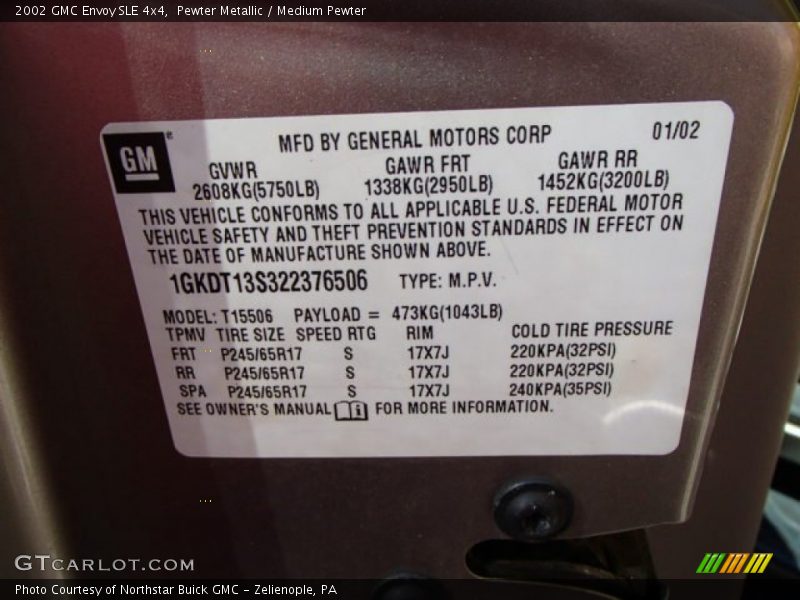 2002 GMC Envoy SLE 4x4,  Pewter Metallic / Medium Pewter
GM
MFD BY GENERAL MOTORS CORP 01/02
GVWR GAWR FRT GAWR RR
2608KG(5750LB) 1338KG(2950LB) 1452KG(3200LB)
THIS VEHICLE CONFORMS TO ALL APPLICABLE U.S. FEDERAL MOTOR
VEHICLE SAFETY AND THEFT PREVENTION STANDARDS IN EFFECT ON
THE DATE OF MANUFACTURE SHOWN ABOVE.
1GKDT13S322376506 TYPE: M.P.V.
MODEL: T15506 PAYLOAD = 473KG(1043LB)
TPMV TIRE SIZE SPEED RTG RIM COLD TIRE PRESSURE
FRT P245/65R17 S 17X7J 220KPA(32PSI)
RR P245/65R17 S 17X7J 220KPA(32PSI)
SPA P245/65R17 S 17X7J 240KPA(35PSI)
SEE OWNER'S MANUAL FOR MORE INFORMATION.
GTCARLOT.COM
Photo Courtesy of Northstar Buick GMC - Zelienople, PA